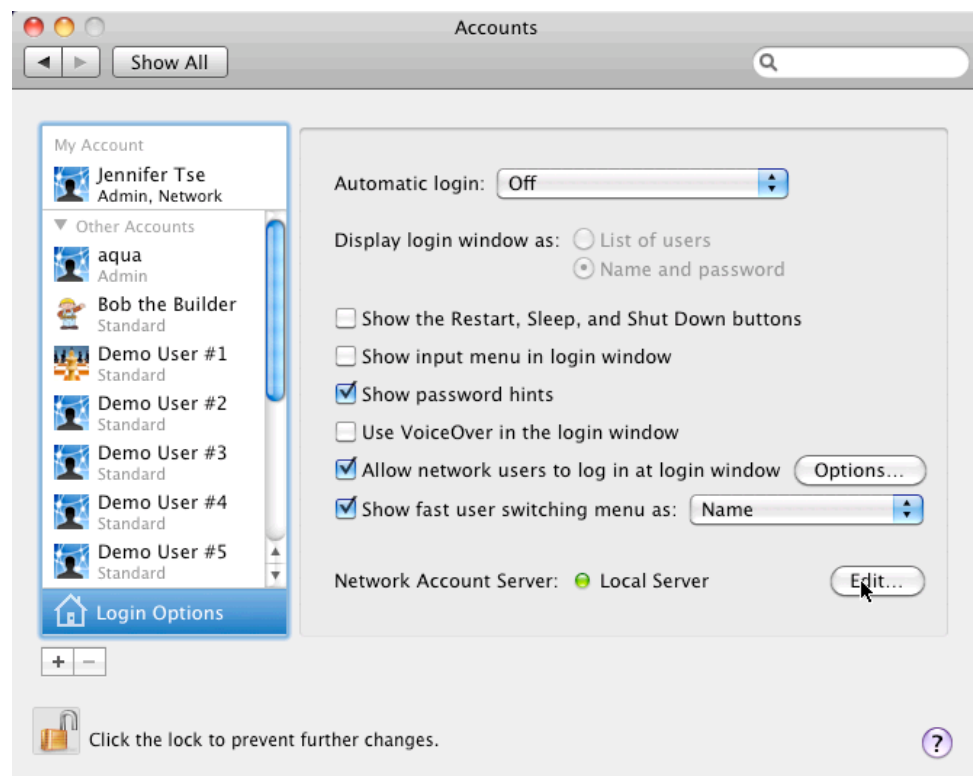 Accounts
Show All
My Account
Jennifer Tse
Admin, Network
Other Accounts
aqua
Admin
Bob the Builder
Standard
Demo User #1
Standard
Demo User #2
Standard
Demo User #3
Standard
Demo User #4
Standard
Demo User #5
Standard
Login Options
Automatic login: Off
Display login window as: List of users
Name and password
Show the Restart, Sleep, and Shut Down buttons
Show input menu in login window
Show password hints
Use VoiceOver in the login window
Allow network users to log in at login window Options...
Show fast user switching menu as: Name
Network Account Server: Local Server Edit...
+ −
Click the lock to prevent further changes.
?